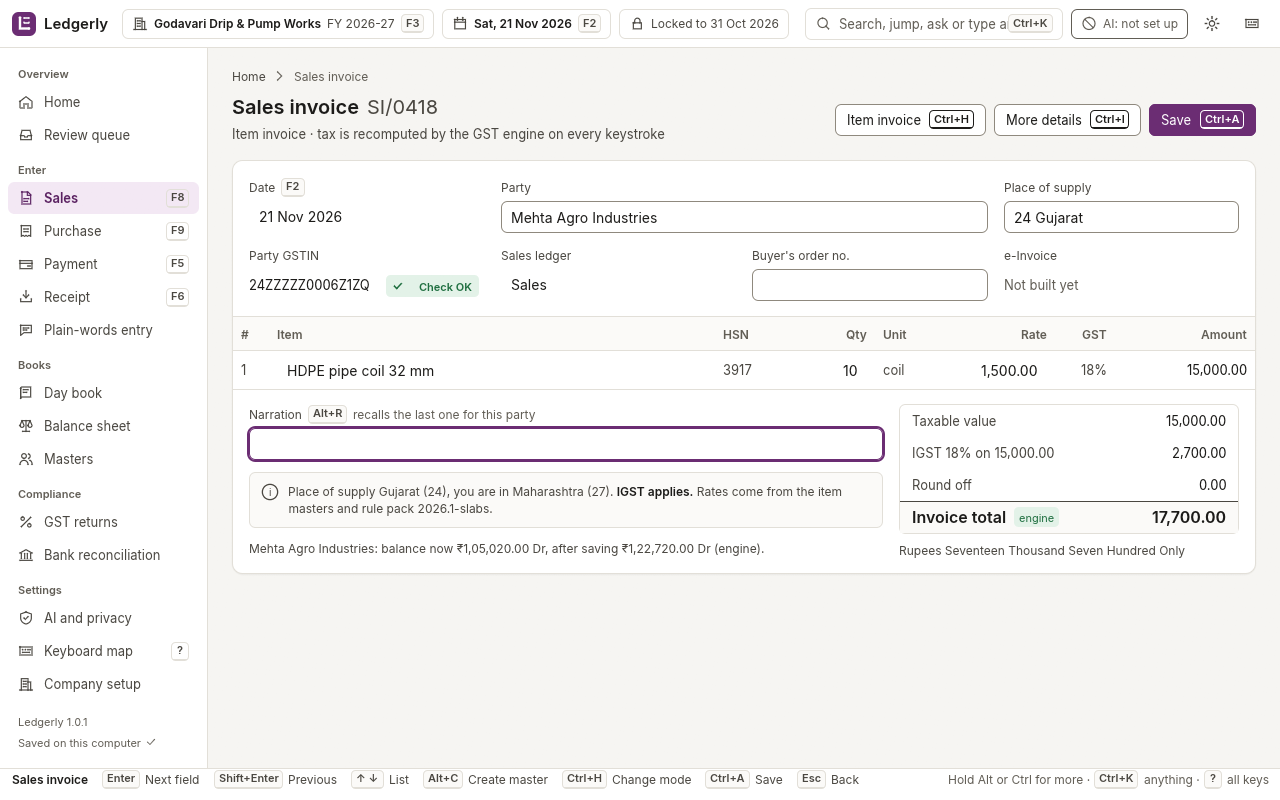 Ledgerly
Godavari Drip & Pump Works FY 2026-27 F3
Sat, 21 Nov 2026 F2
Locked to 31 Oct 2026
Search, jump, ask or type a Ctrl+K
AI: not set up
Overview
Home
Review queue
Enter
Sales F8
Purchase F9
Payment F5
Receipt F6
Plain-words entry
Books
Day book
Balance sheet
Masters
Compliance
GST returns
Bank reconciliation
Settings
AI and privacy
Keyboard map ?
Company setup
Ledgerly 1.0.1
Saved on this computer
Home Sales invoice
Sales invoice SI/0418
Item invoice · tax is recomputed by the GST engine on every keystroke
Item invoice Ctrl+H
More details Ctrl+I
Save Ctrl+A
Date F2 Party Place of supply
21 Nov 2026 Mehta Agro Industries 24 Gujarat
Party GSTIN Sales ledger Buyer's order no. e-Invoice
24ZZZZZ0006Z1ZQ Check OK Sales Not built yet
# Item HSN Qty Unit Rate GST Amount
1 HDPE pipe coil 32 mm 3917 10 coil 1,500.00 18% 15,000.00
Narration Alt+R recalls the last one for this party
Place of supply Gujarat (24), you are in Maharashtra (27). IGST applies. Rates come from the item
masters and rule pack 2026.1-slabs.
Mehta Agro Industries: balance now ₹1,05,020.00 Dr, after saving ₹1,22,720.00 Dr (engine).
Taxable value 15,000.00
IGST 18% on 15,000.00 2,700.00
Round off 0.00
Invoice total engine 17,700.00
Rupees Seventeen Thousand Seven Hundred Only
Sales invoice Enter Next field Shift+Enter Previous ↑ ↓ List Alt+C Create master Ctrl+H Change mode Ctrl+A Save Esc Back Hold Alt or Ctrl for more · Ctrl+K anything · ? all keys